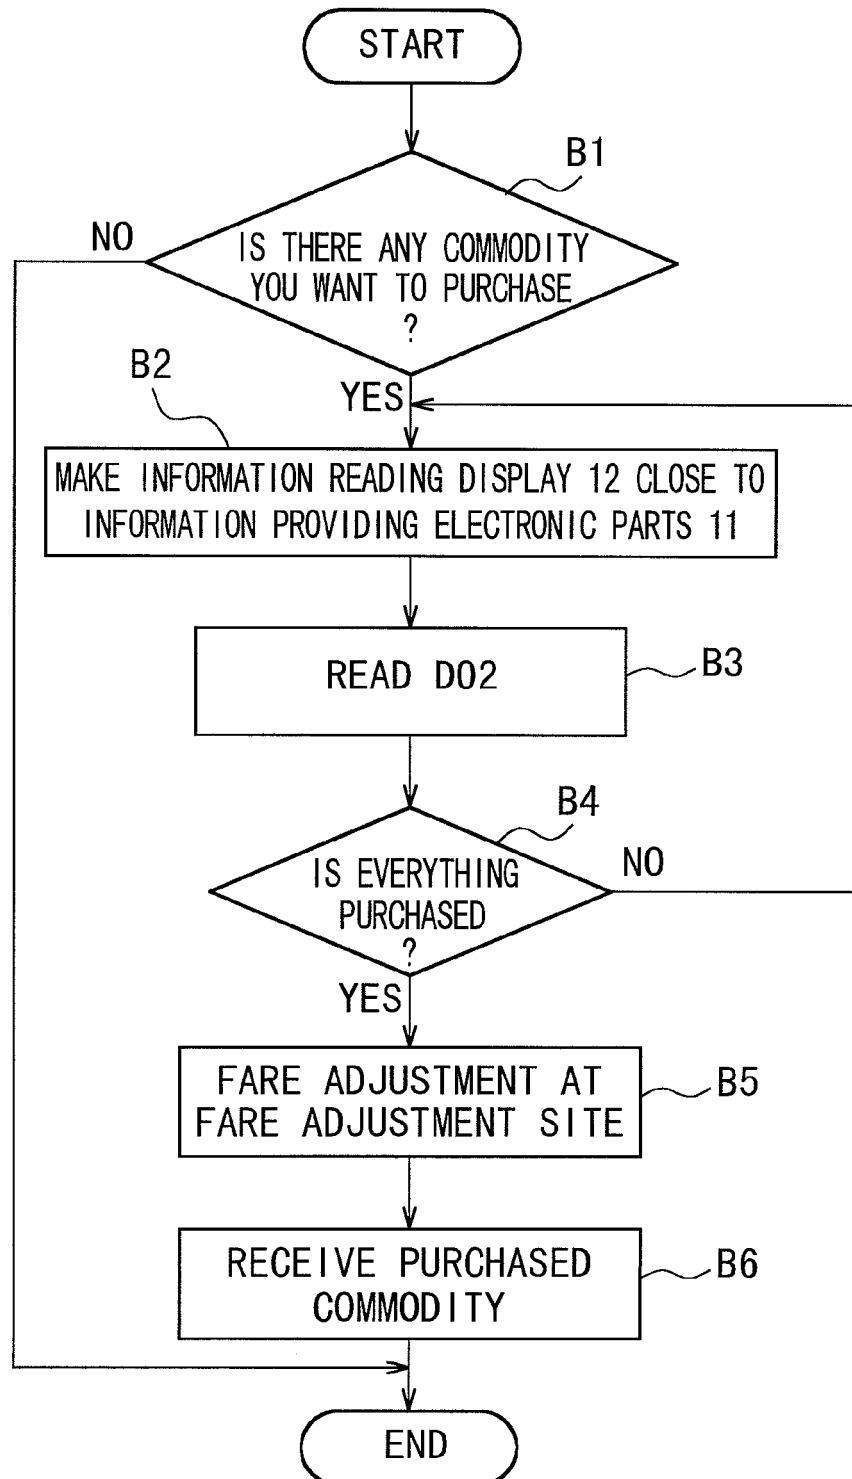 START
B1
NO
IS THERE ANY COMMODITY
YOU WANT TO PURCHASE
?
B2
YES
MAKE INFORMATION READING DISPLAY 12 CLOSE TO
INFORMATION PROVIDING ELECTRONIC PARTS 11
READ D02
B3
B4
IS EVERYTHING
PURCHASED
?
NO
YES
FARE ADJUSTMENT AT
FARE ADJUSTMENT SITE
B5
RECEIVE PURCHASED
COMMODITY
B6
END